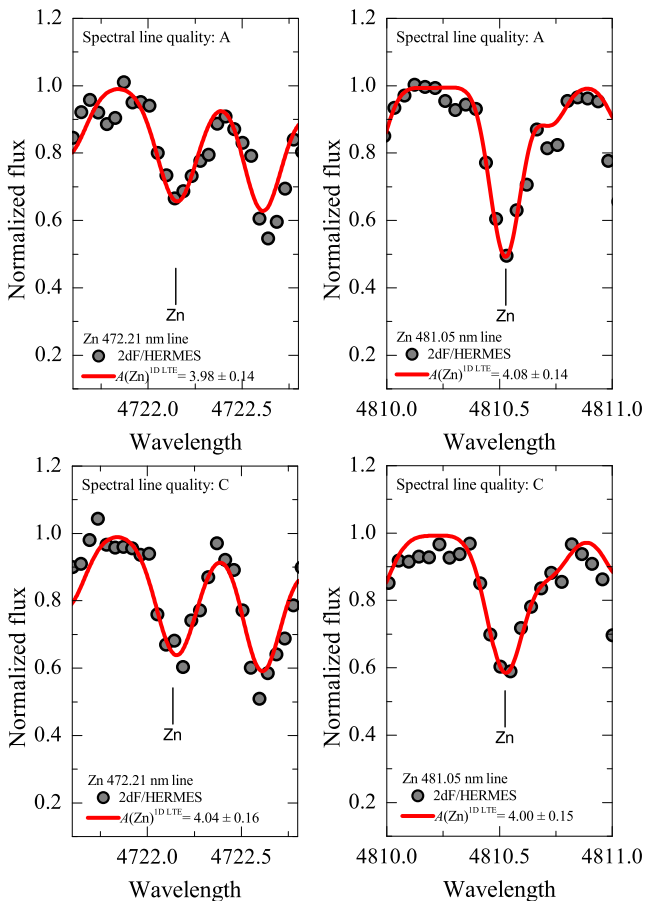 Spectral line quality: A
1.0
0.8
0.6
0.4
0.2
Normalized flux
Zn
Zn 472.21 nm line
2dF/HERMES
A(Zn)1D LTE = 3.98 ± 0.14
4722.0 4722.5
Wavelength
Spectral line quality: A
1.0
0.8
0.6
0.4
0.2
Normalized flux
Zn
Zn 481.05 nm line
2dF/HERMES
A(Zn)1D LTE = 4.08 ± 0.14
4810.0 4810.5 4811.0
Wavelength
1.2
Spectral line quality: C
1.0
0.8
0.6
0.4
0.2
Normalized flux
Zn
Zn 472.21 nm line
2dF/HERMES
A(Zn)1D LTE = 4.04 ± 0.16
4722.0 4722.5
Wavelength
1.2
Spectral line quality: C
1.0
0.8
0.6
0.4
0.2
Normalized flux
Zn
Zn 481.05 nm line
2dF/HERMES
A(Zn)1D LTE = 4.00 ± 0.15
4810.0 4810.5 4811.0
Wavelength